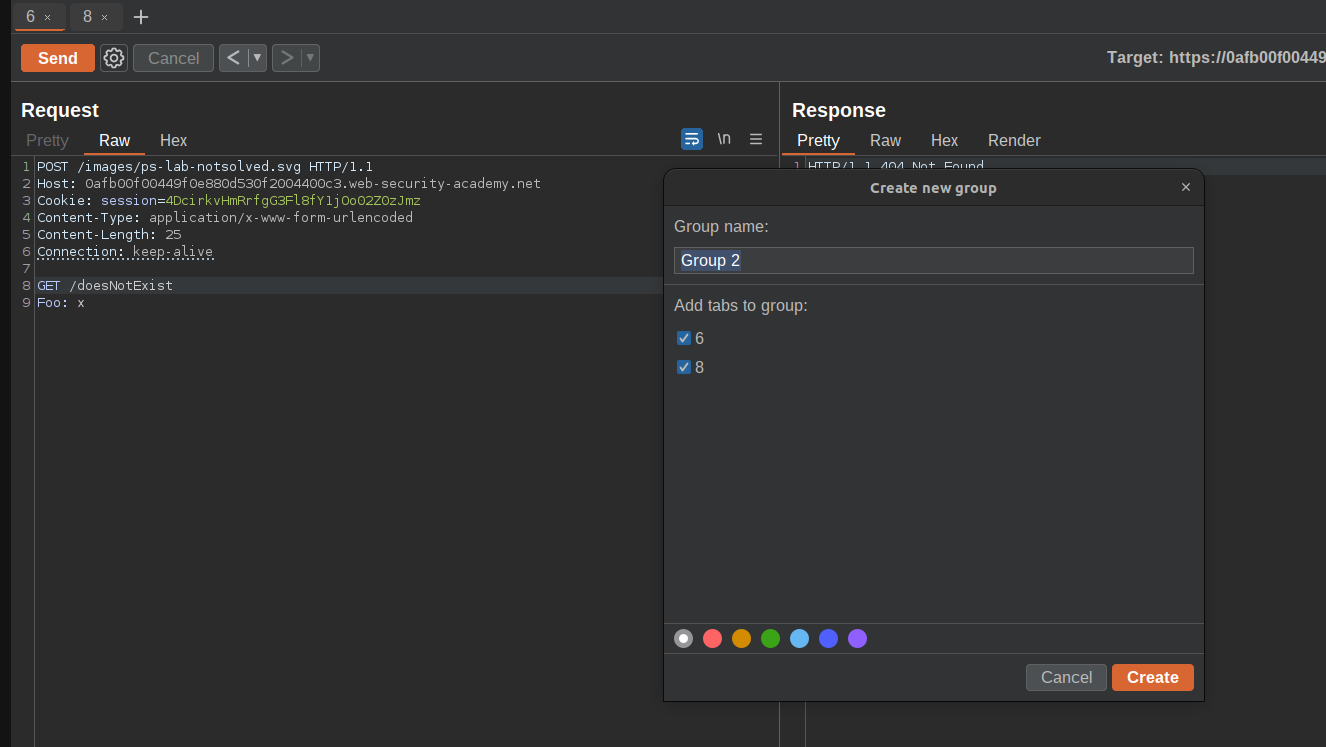 6 × 8 × +
Send Cancel < > Target: https://0afb00f00449
Request
Pretty Raw Hex \n
1 POST /images/ps-lab-notsolved.svg HTTP/1.1
2 Host: 0afb00f00449f0e880d530f2004400c3.web-security-academy.net
3 Cookie: session=4DcirkvHmRrfgG3Fl8fY1jOoO2ZOzJmz
4 Content-Type: application/x-www-form-urlencoded
5 Content-Length: 25
6 Connection: keep-alive
7
8 GET /doesNotExist
9 Foo: x
Response
Pretty Raw Hex Render
1 HTTP/1.1 404 Not Found
Create new group ×
Group name:
Group 2
Add tabs to group:
6
8
Cancel Create